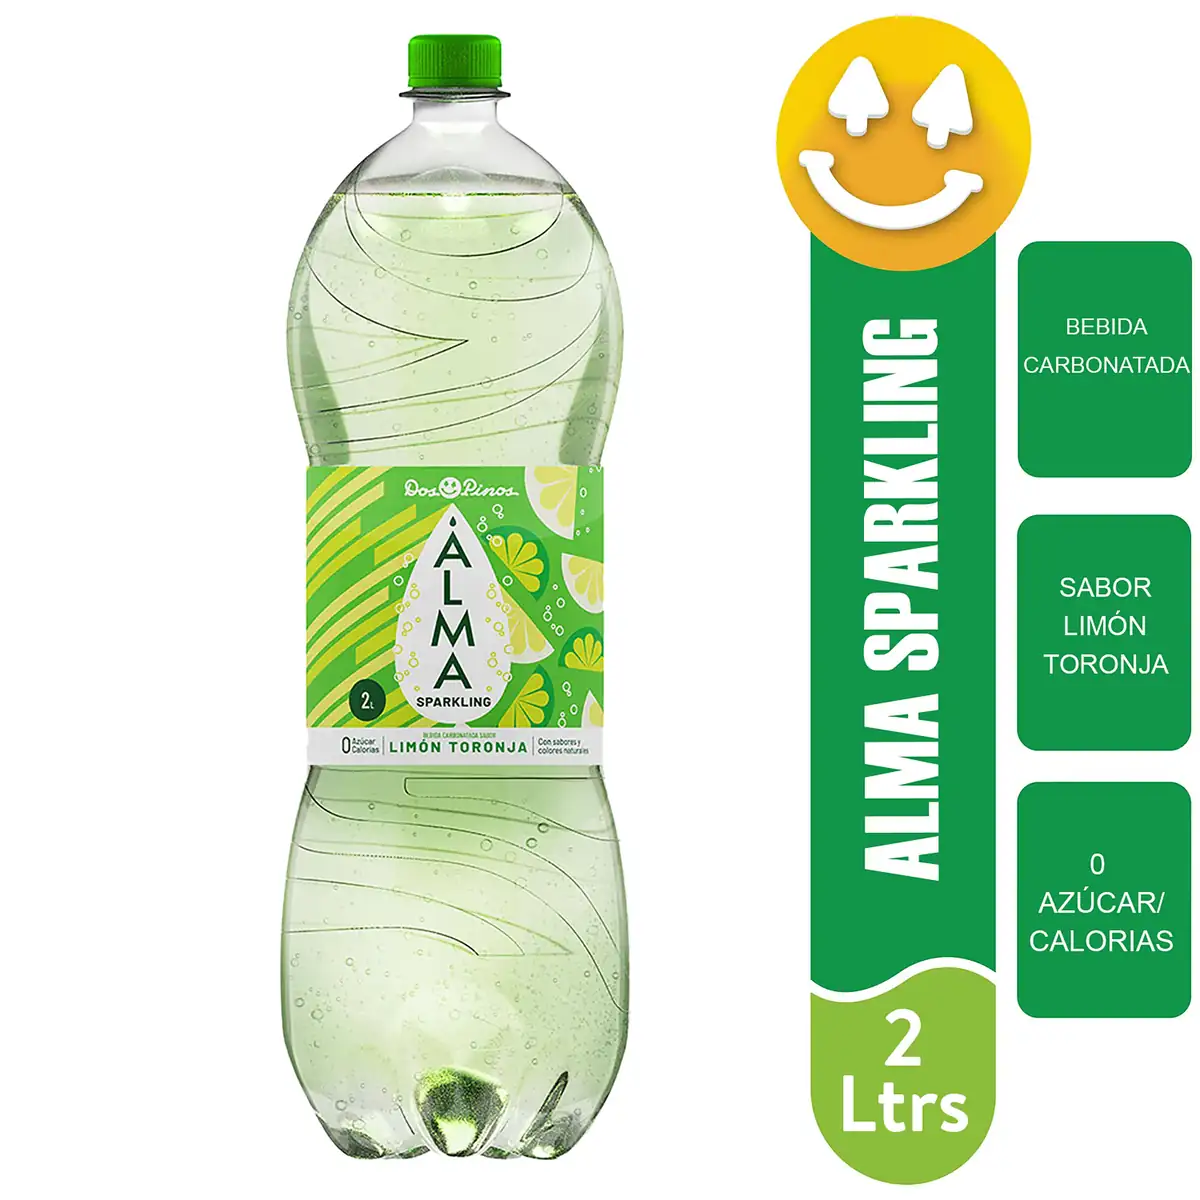 Dos Pinos
ALMA
SPARKLING
2L
0 Azúcar
Calorías
BEBIDA CARBONATADA SABOR
LIMÓN TORONJA
Con sabores y
colores naturales
ALMA SPARKLING
2
Ltrs
BEBIDA
CARBONATADA
SABOR
LIMÓN
TORONJA
0
AZÚCAR/
CALORIAS